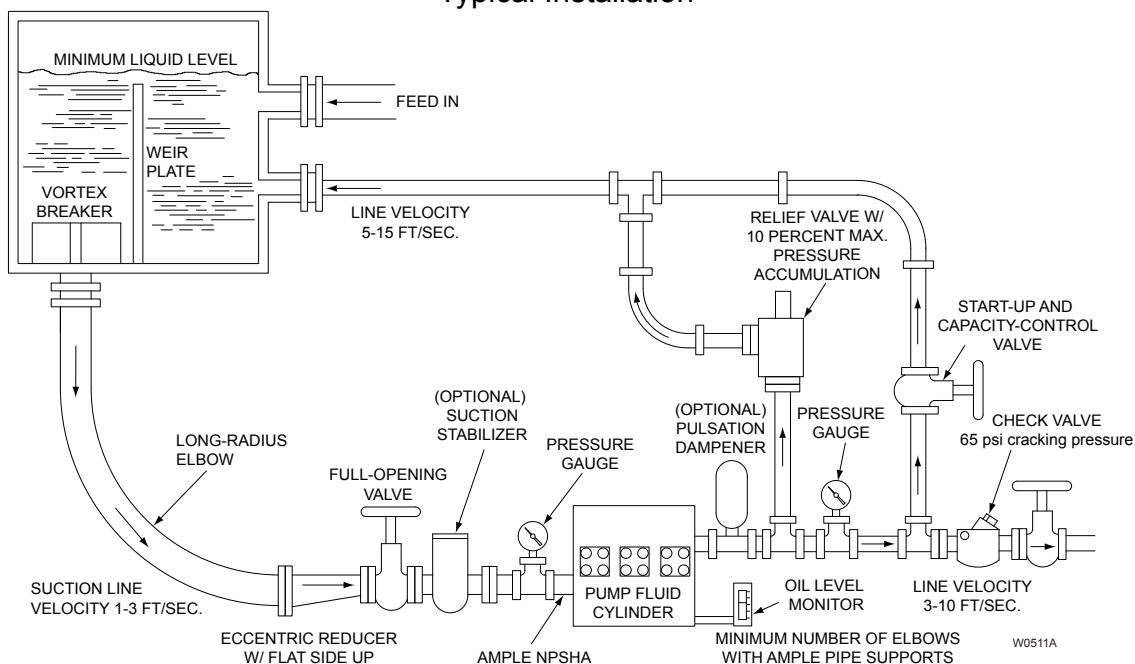 Typical Installation
MINIMUM LIQUID LEVEL
FEED IN
WEIR
PLATE
VORTEX
BREAKER
LINE VELOCITY
5-15 FT/SEC.
RELIEF VALVE W/
10 PERCENT MAX.
PRESSURE
ACCUMULATION
START-UP AND
CAPACITY-CONTROL
VALVE
(OPTIONAL)
SUCTION
STABILIZER
(OPTIONAL)
PULSATION
DAMPENER
PRESSURE
GAUGE
CHECK VALVE
65 psi cracking pressure
LONG-RADIUS
ELBOW
PRESSURE
GAUGE
FULL-OPENING
VALVE
SUCTION LINE
VELOCITY 1-3 FT/SEC.
PUMP FLUID
CYLINDER
OIL LEVEL
MONITOR
LINE VELOCITY
3-10 FT/SEC.
ECCENTRIC REDUCER
W/ FLAT SIDE UP
AMPLE NPSHA
MINIMUM NUMBER OF ELBOWS
WITH AMPLE PIPE SUPPORTS
W0511A